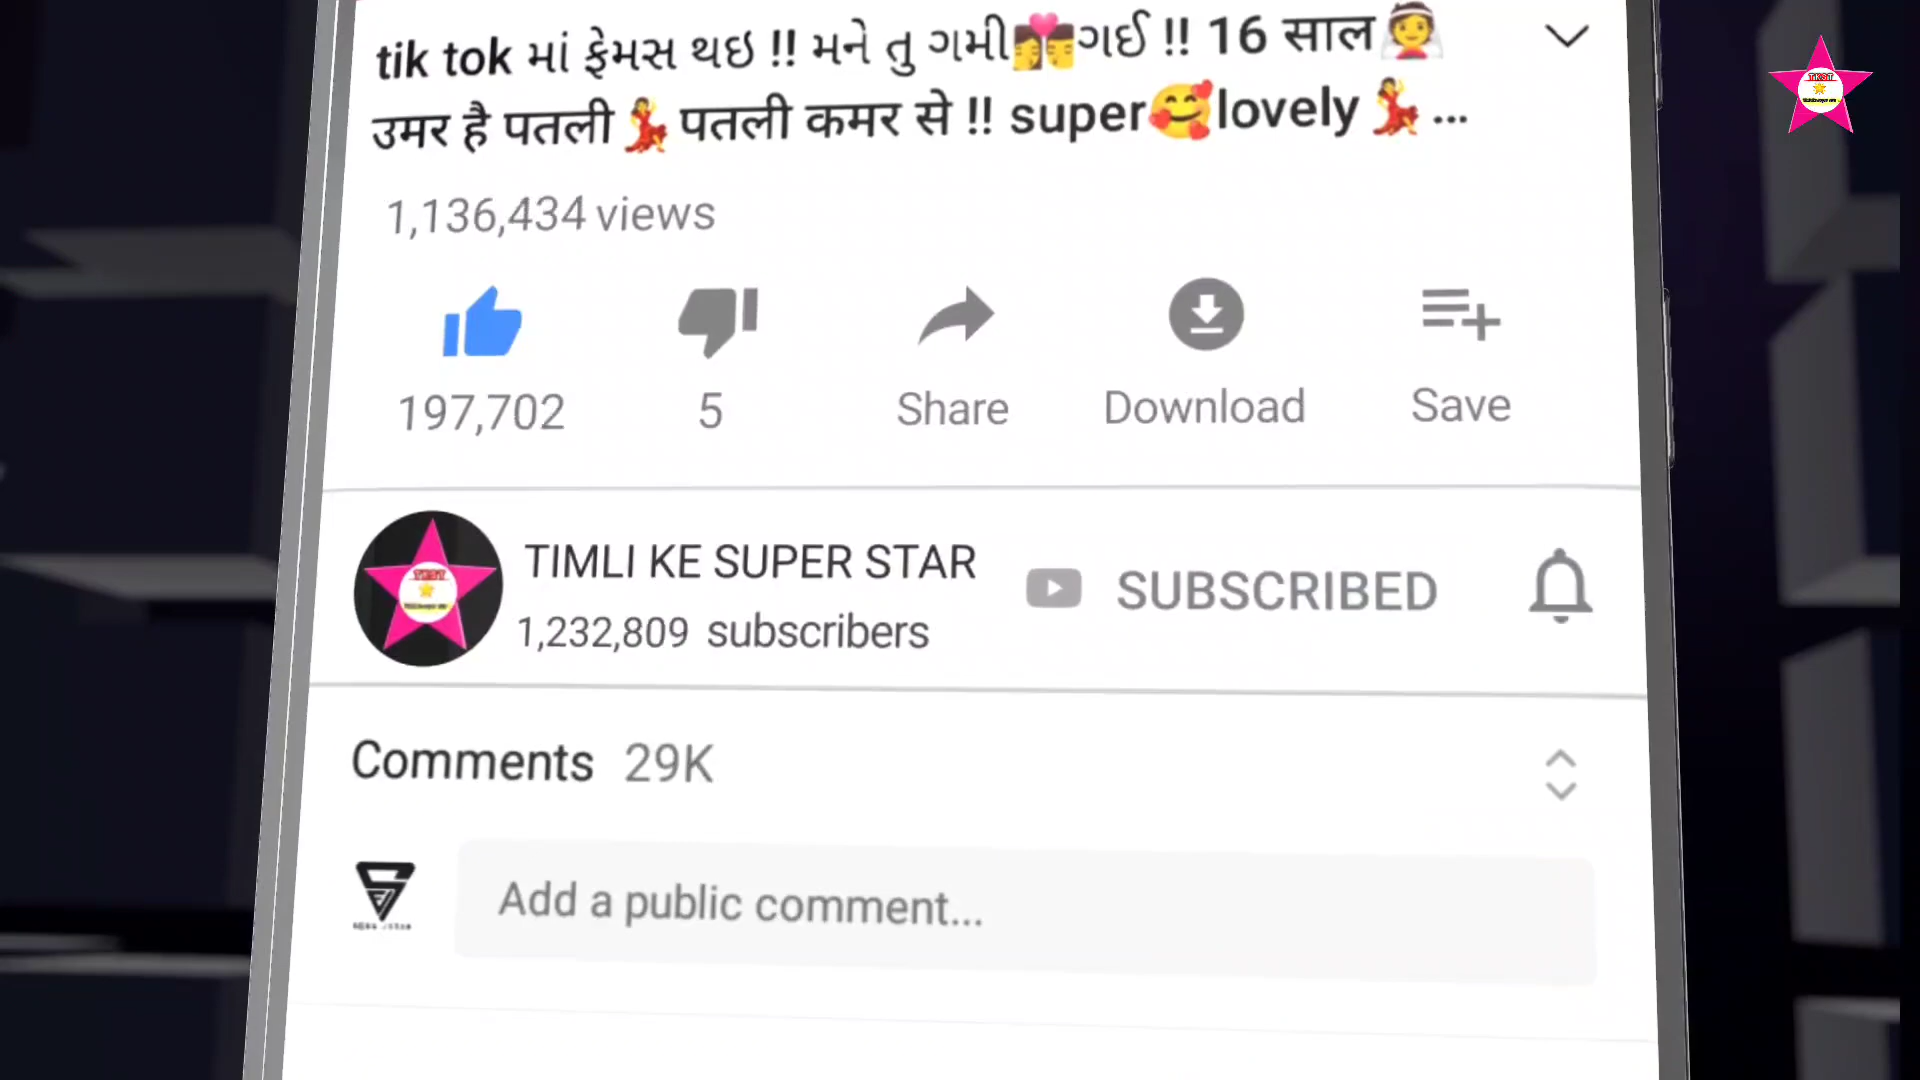 tik tok માં ફેમસ થઇ !! મને તુ ગમી👩‍❤️‍👩ગઈ !! 16 साल👰
उमर है पतली💃पतली कमर से !! super🥰lovely💃...
1,136,434 views
197,702 5 Share Download Save
TIMLI KE SUPER STAR SUBSCRIBED
1,232,809 subscribers
Comments 29K
Add a public comment...